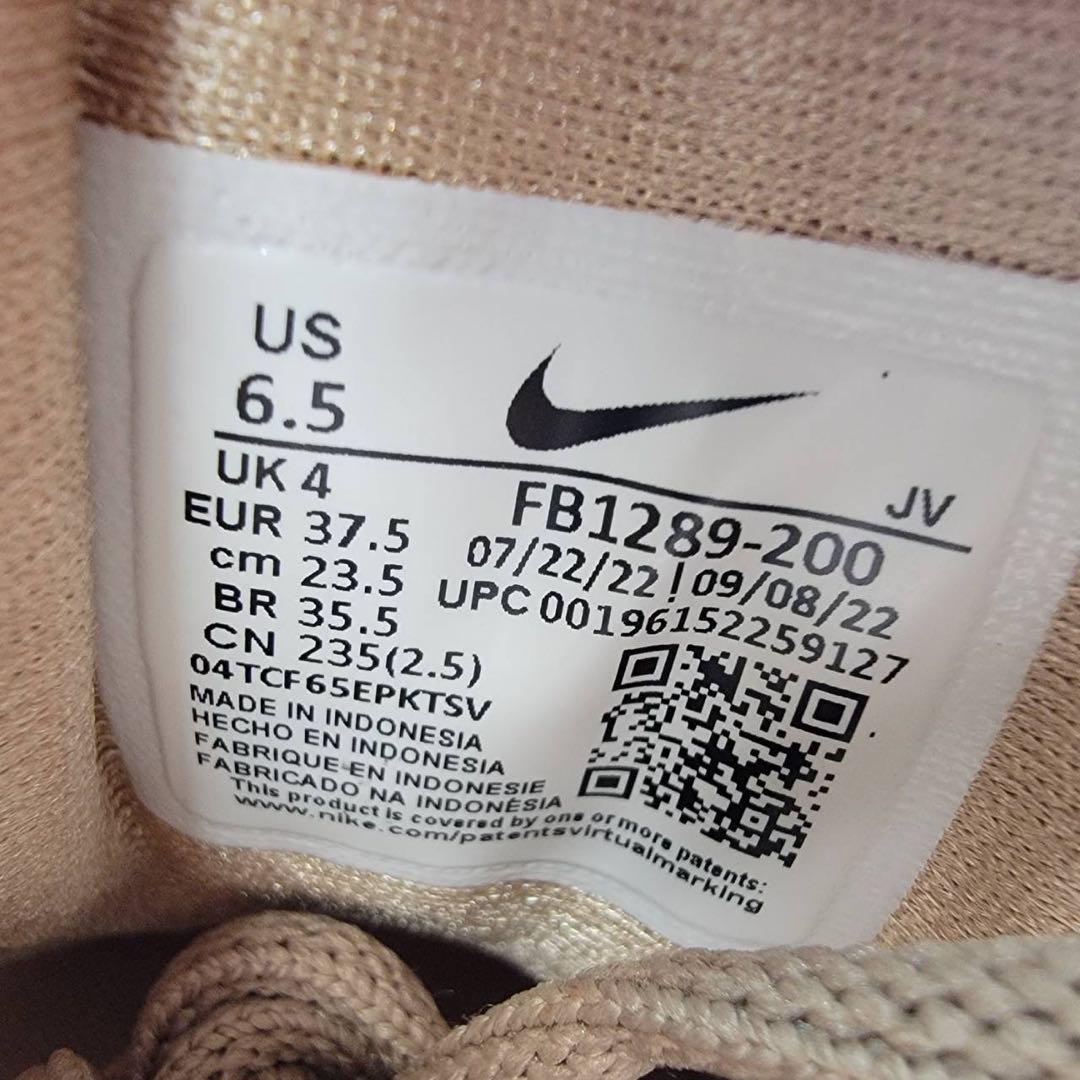 US
6.5
UK 4
EUR 37.5
cm 23.5
BR 35.5
CN 235(2.5)
04TCF65EPKTSV
MADE IN INDONESIA
HECHO EN INDONESIA
FABRIQUE-EN INDONESIE
FABRICADO NA INDONÉSIA
This product is covered by one or more patents:
www.nike.com/patentsvirtualmarking
JV
FB1289-200
07/22/22 | 09/08/22
UPC 00196152259127